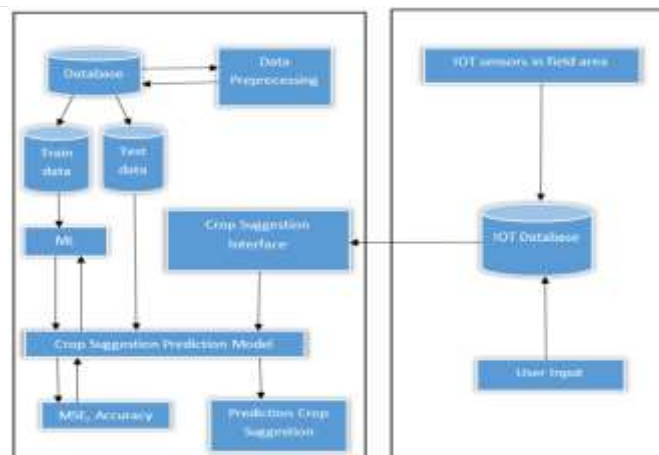 Database
Data
Preprocessing
IOT sensors in field area
Train
data
Test
data
ML
Crop Suggestion
Interface
IOT Database
Crop Suggestion Prediction Model
User Input
MSE, Accuracy
Prediction Crop
Suggestion